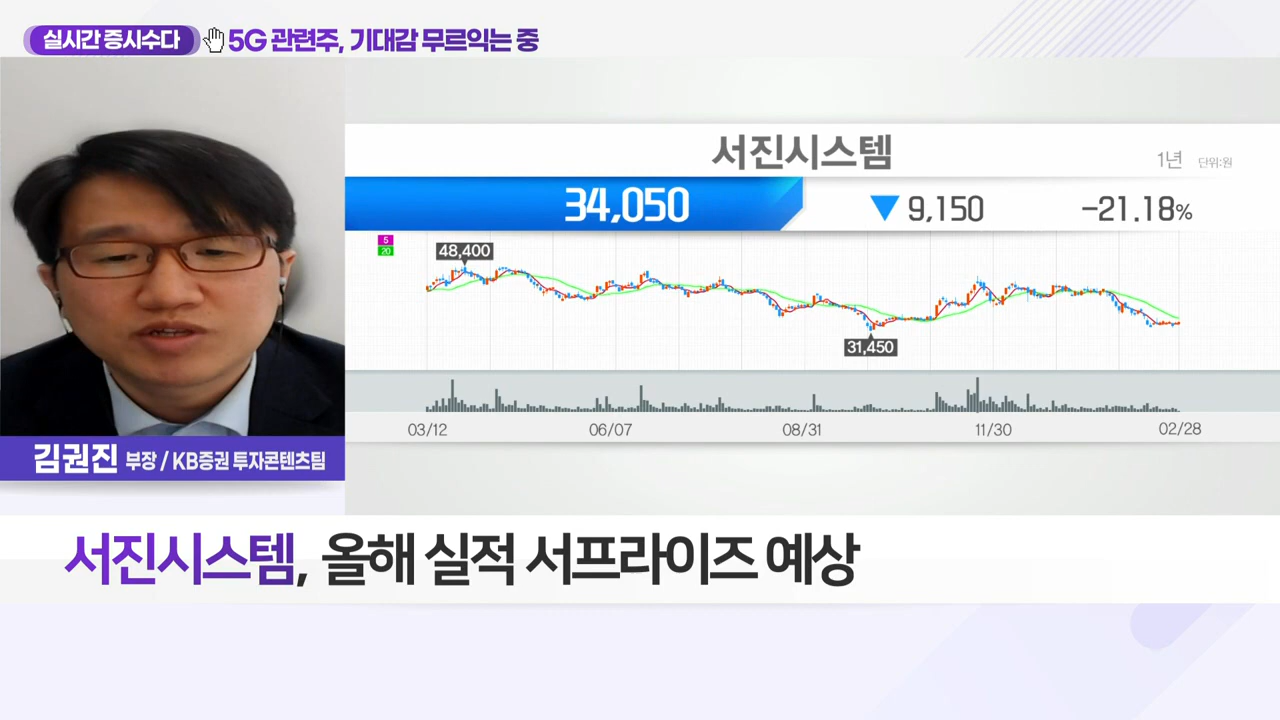 실시간 증시수다 5G 관련주, 기대감 무르익는 중
서진시스템
1년 단위:원
34,050 ▼ 9,150 -21.18%
5
20
48,400
31,450
03/12 06/07 08/31 11/30 02/28
김권진 부장 / KB증권 투자콘텐츠팀
서진시스템, 올해 실적 서프라이즈 예상